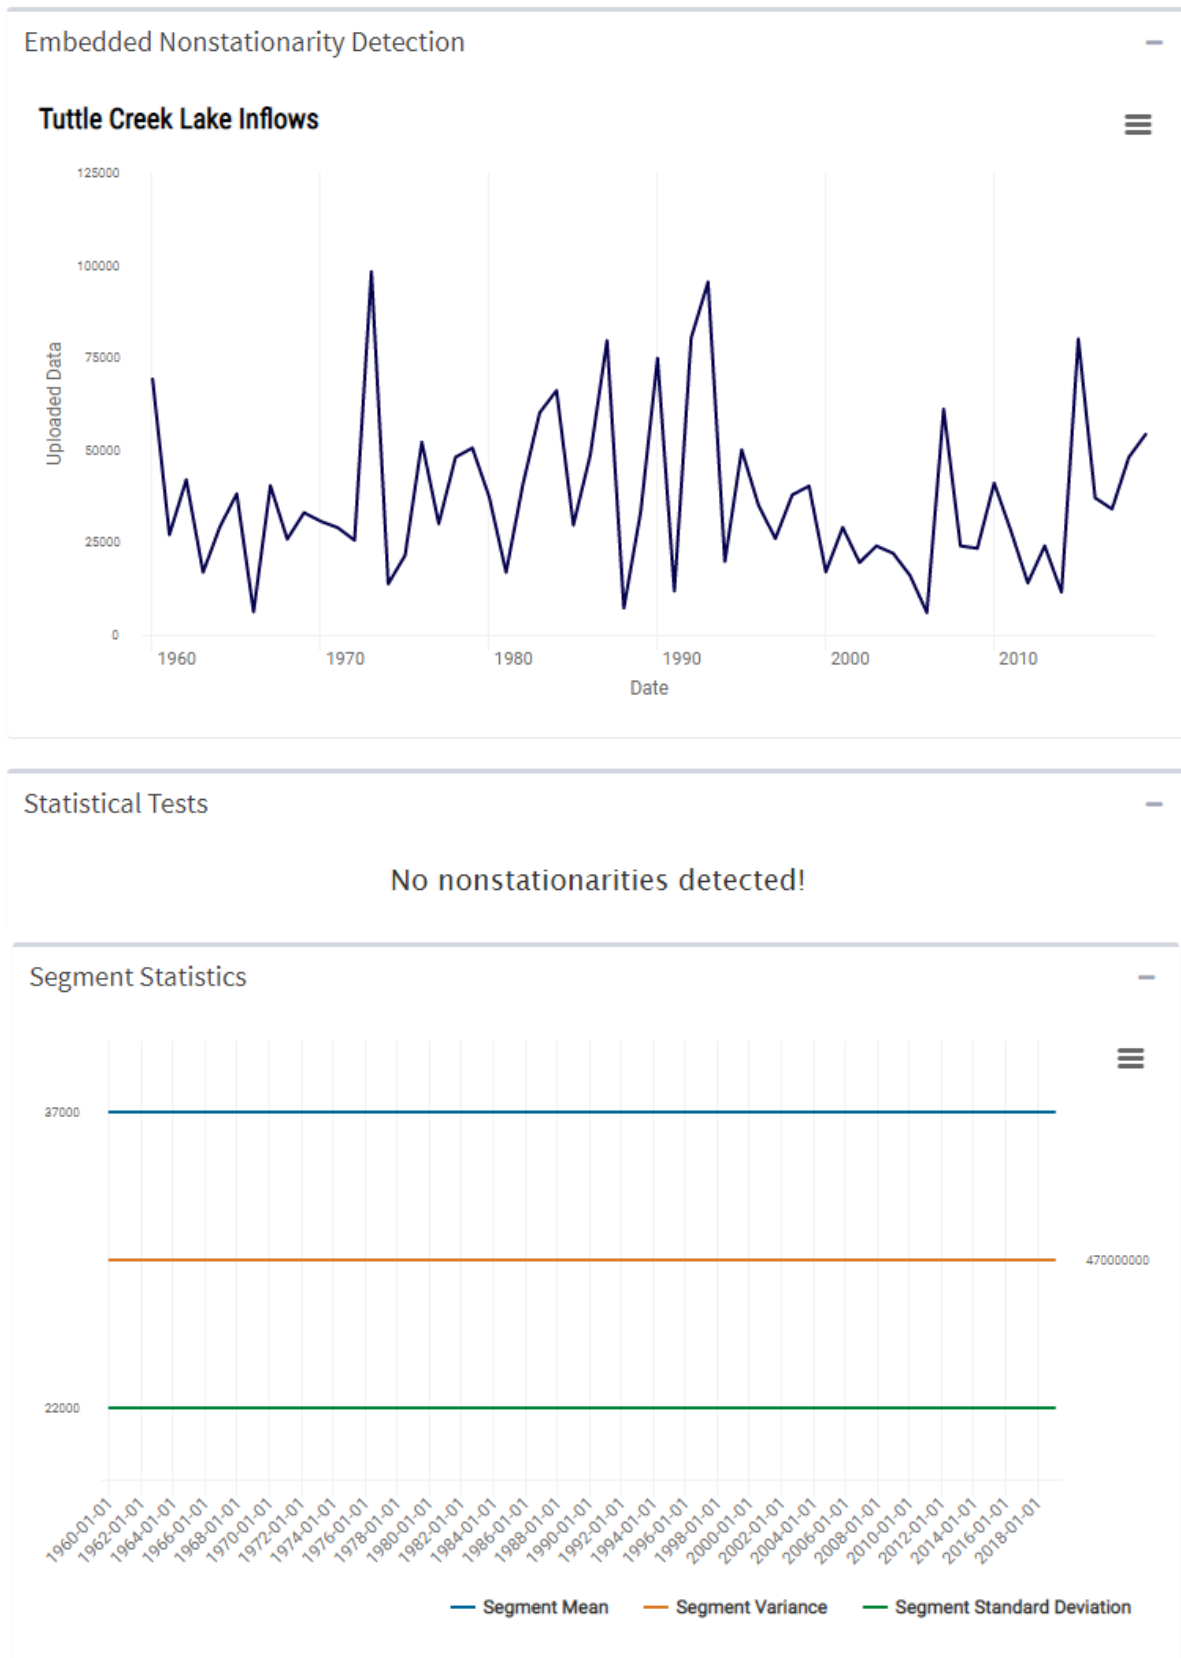 Embedded Nonstationarity Detection
Tuttle Creek Lake Inflows
125000
100000
75000
50000
25000
0
Uploaded Data
1960 1970 1980 1990 2000 2010
Date
Statistical Tests
No nonstationarities detected!
Segment Statistics
37000
470000000
22000
1960-01-01 1962-01-01 1964-01-01 1966-01-01 1968-01-01 1970-01-01 1972-01-01 1974-01-01 1976-01-01 1978-01-01 1980-01-01 1982-01-01 1984-01-01 1986-01-01 1988-01-01 1990-01-01 1992-01-01 1994-01-01 1996-01-01 1998-01-01 2000-01-01 2002-01-01 2004-01-01 2006-01-01 2008-01-01 2010-01-01 2012-01-01 2014-01-01 2016-01-01 2018-01-01
Segment Mean Segment Variance Segment Standard Deviation